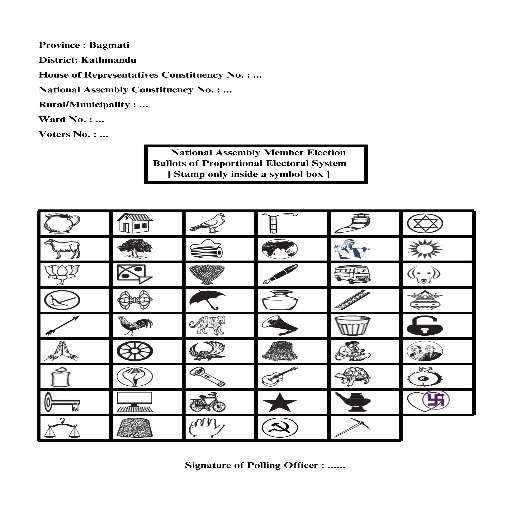 Province : Bagmati
District: Kathmandu
House of Representatives Constituency No. : ...
National Assembly Constituency No. : ...
Rural/Municipality : ...
Ward No. : ...
Voters No. : ...
National Assembly Member Election
Ballots of Proportional Electoral System
[ Stamp only inside a symbol box ]
Signature of Polling Officer : ......